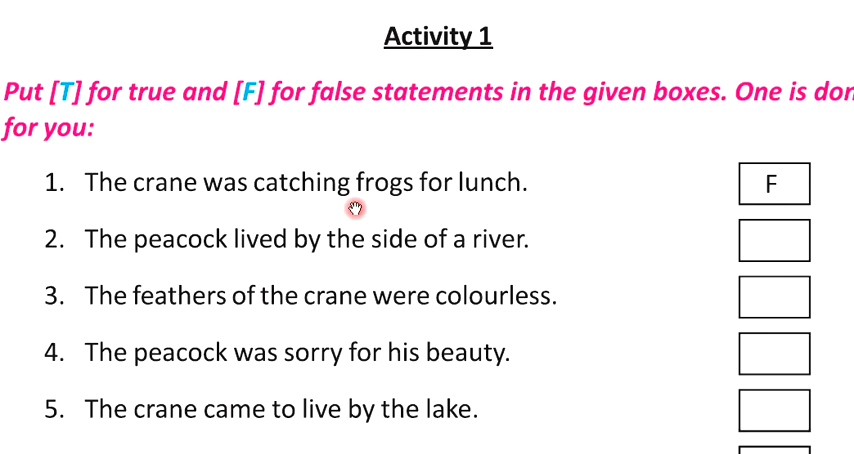 Activity 1
Put [T] for true and [F] for false statements in the given boxes. One is don
for you:
1. The crane was catching frogs for lunch. F
2. The peacock lived by the side of a river.
3. The feathers of the crane were colourless.
4. The peacock was sorry for his beauty.
5. The crane came to live by the lake.